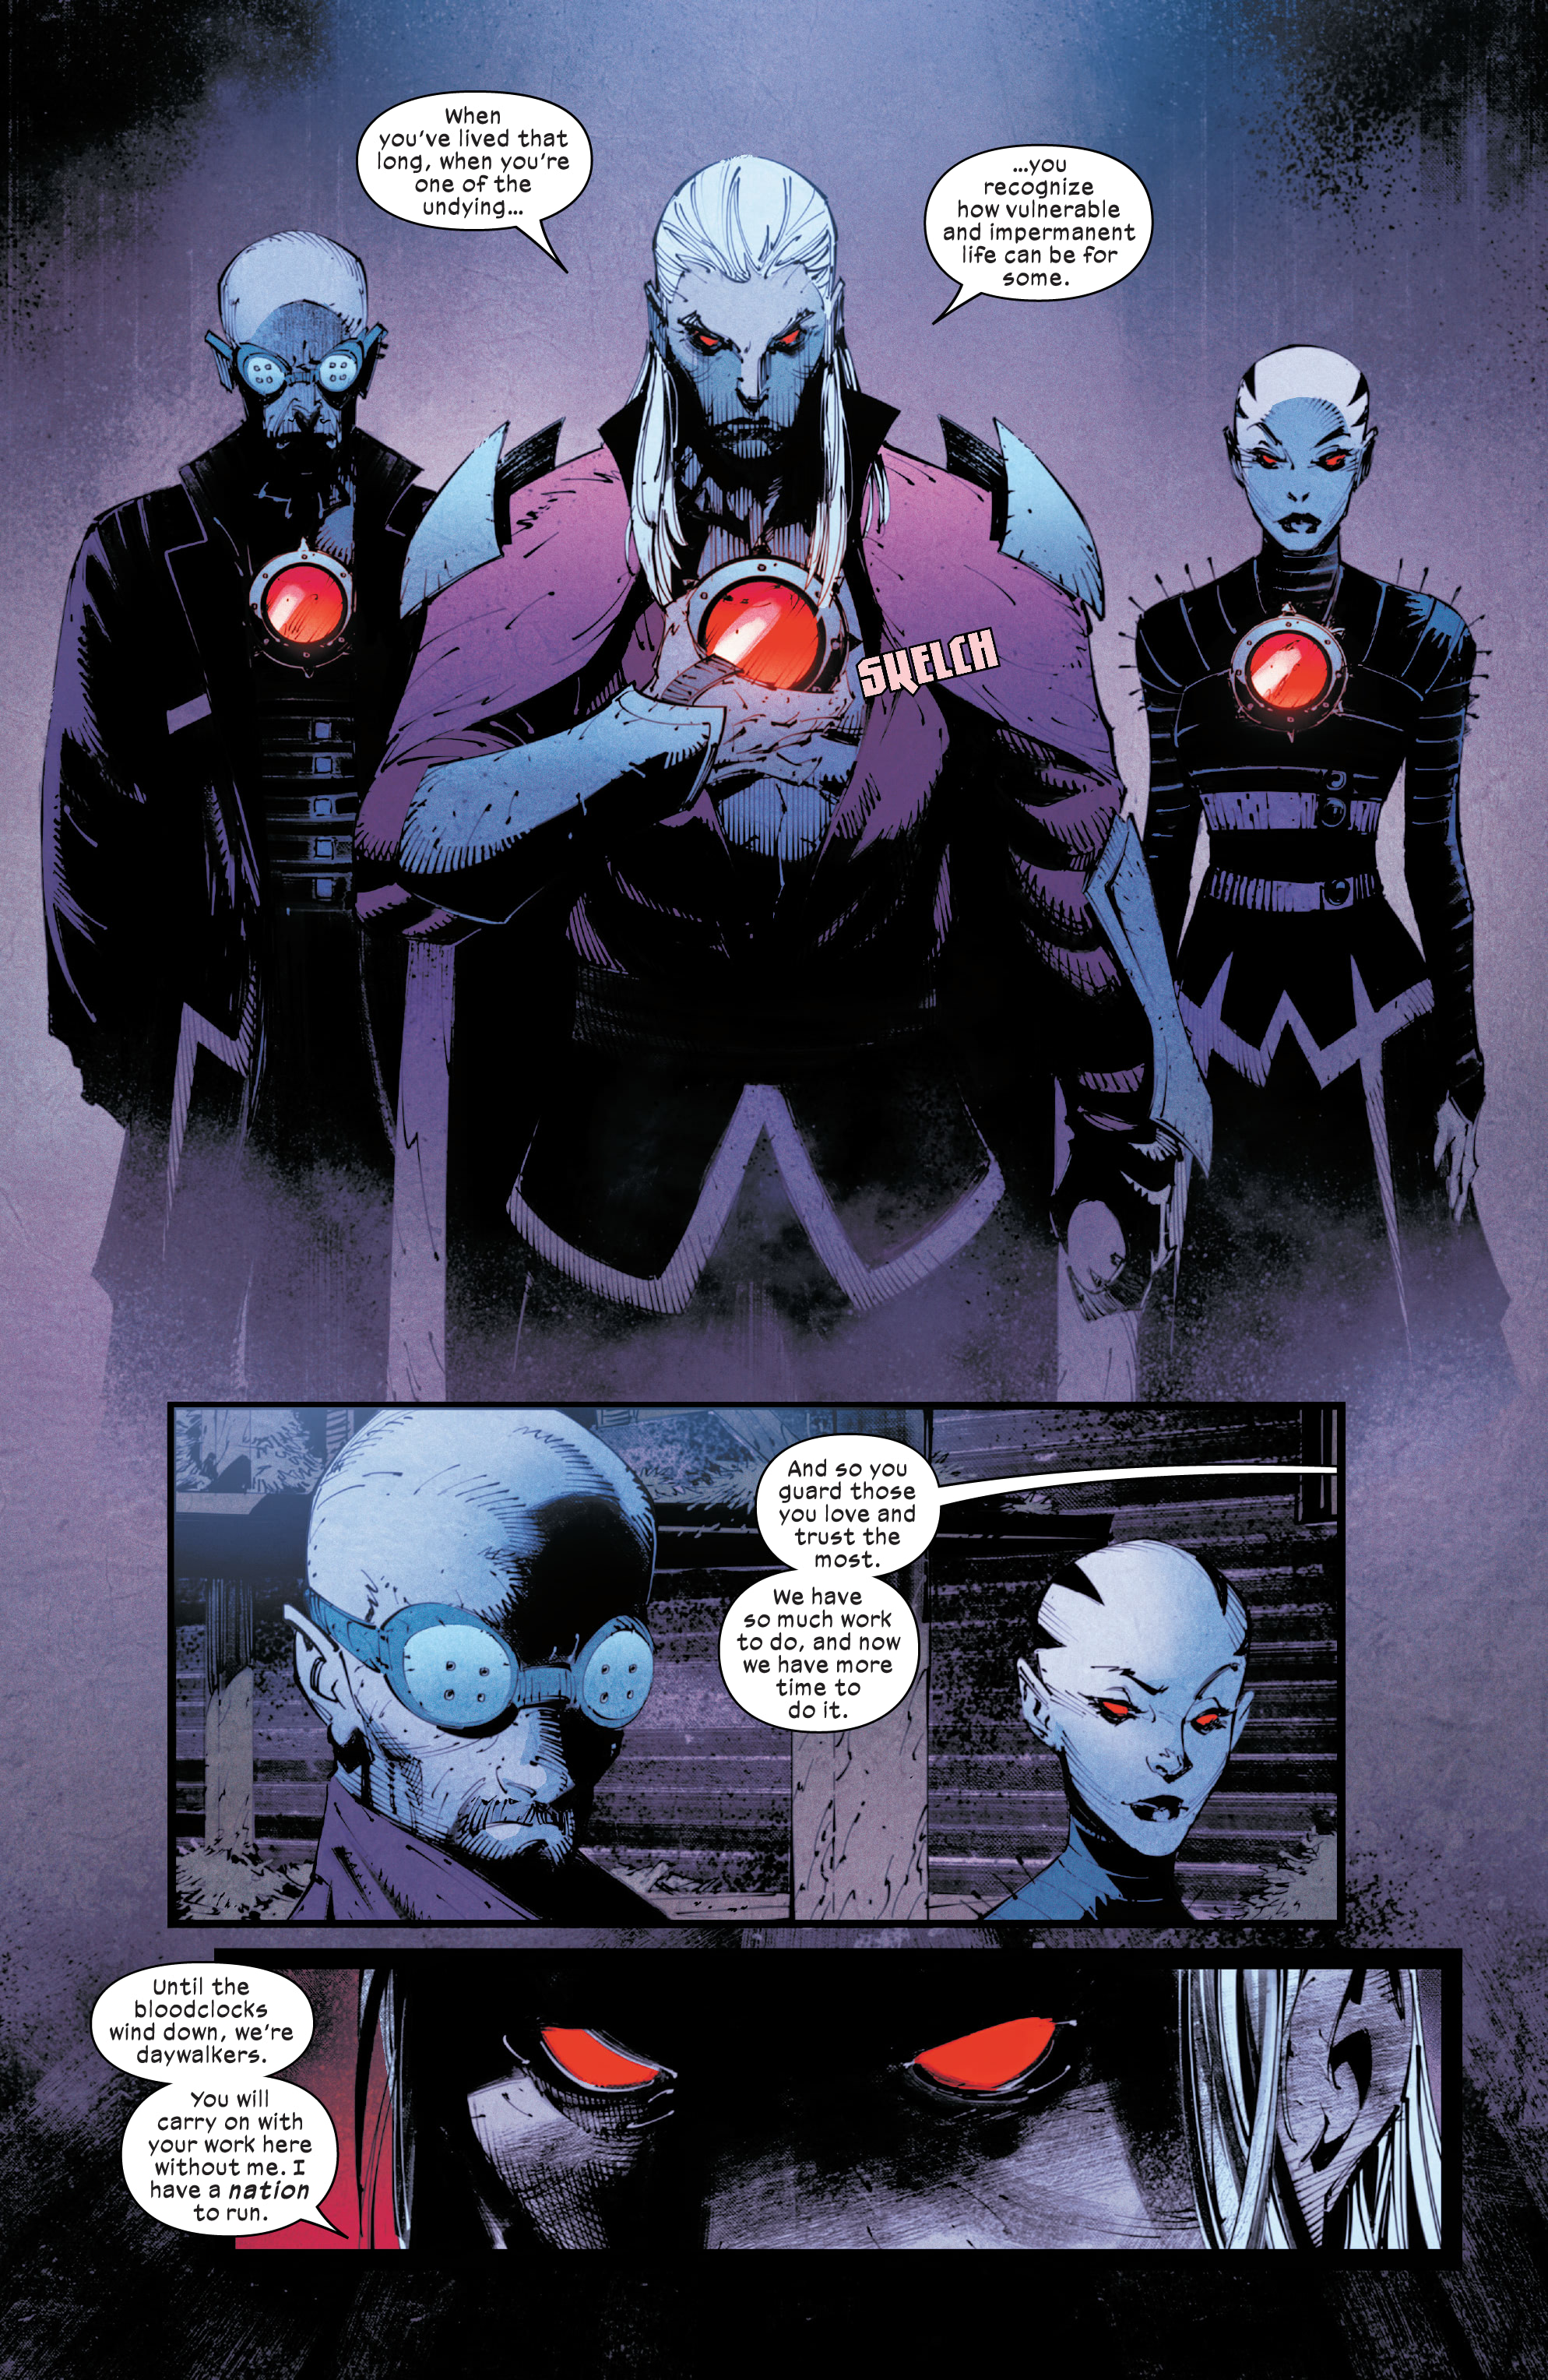 When
you've lived that
long, when you're
one of the
undying...
...you
recognize
how vulnerable
and impermanent
life can be for
some.
SKELCH
And so you
guard those
you love and
trust the
most.
We have
so much work
to do, and now
we have more
time to
do it.
Until the
bloodclocks
wind down, we're
daywalkers.
You will
carry on with
your work here
without me. I
have a nation
to run.